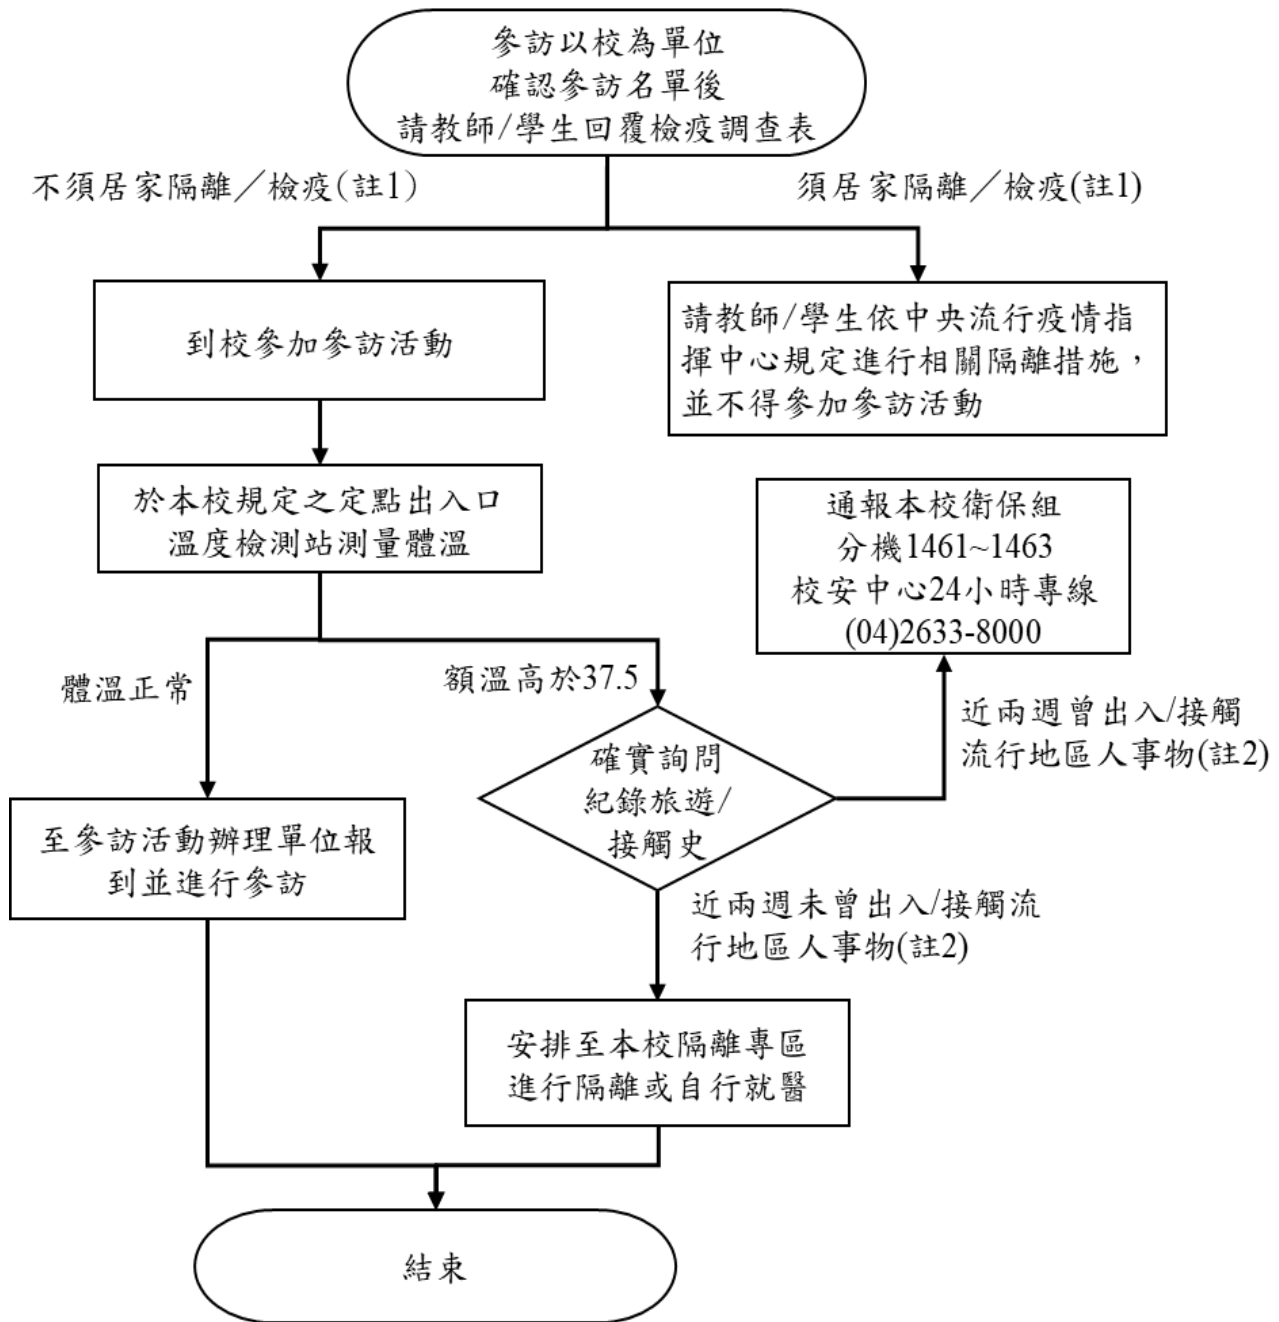 參訪以校為單位
確認參訪名單後
請教師/學生回覆檢疫調查表
不須居家隔離／檢疫(註1)
須居家隔離／檢疫(註1)
到校參加參訪活動
請教師/學生依中央流行疫情指
揮中心規定進行相關隔離措施，
並不得參加參訪活動
於本校規定之定點出入口
溫度檢測站測量體溫
通報本校衛保組
分機1461~1463
校安中心24小時專線
(04)2633-8000
體溫正常
額溫高於37.5
近兩週曾出入/接觸
流行地區人事物(註2)
確實詢問
紀錄旅遊/
接觸史
至參訪活動辦理單位報
到並進行參訪
近兩週未曾出入/接觸流
行地區人事物(註2)
安排至本校隔離專區
進行隔離或自行就醫
結束